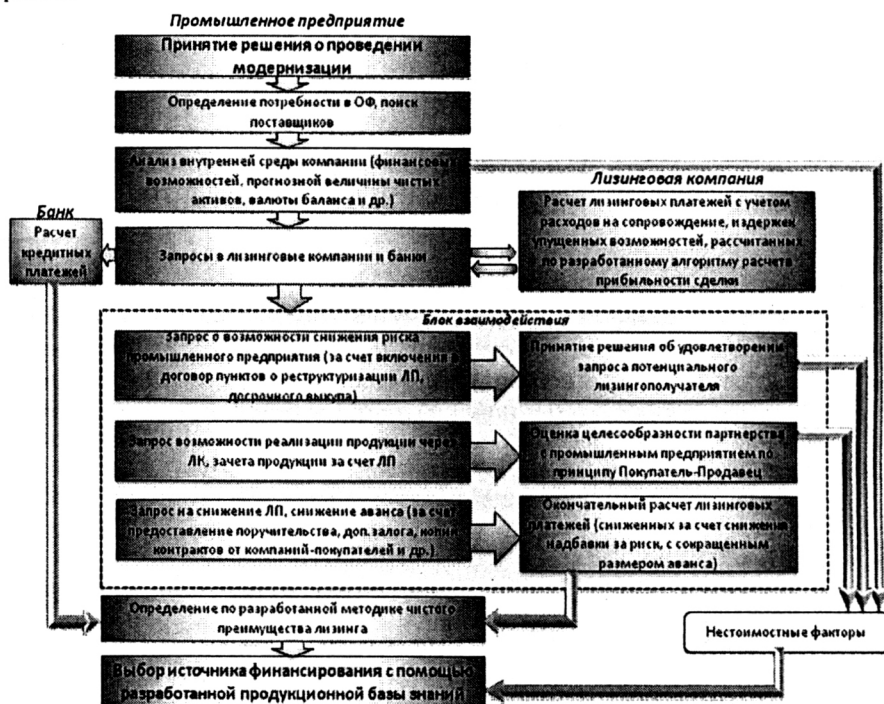 Промышленное предприятие
Принятие решения о проведении
модернизации
Определение потребности в ОФ, поиск
поставщиков
Анализ внутренней среды компании (финансовых
возможностей, прогнозной величины чистых
активов, валюты баланса и др.)
Лизинговая компания
Расчет лизинговых платежей с учетом
расходов на сопровождение, издержек
упущенных возможностей, рассчитанных
по разработанному алгоритму расчета
прибыльности сделки
Банк
Расчет
кредитных
платежей
Запросы в лизинговые компании и банки
Блок взаимодействия
Запрос о возможности снижения риска
промышленного предприятия (за счет включения в
договор пунктов о реструктуризации ЛП,
досрочного выкупа)
Принятие решения об удовлетворении
запроса потенциального
лизингополучателя
Запрос возможности реализации продукции через
ЛК, зачета продукции за счет ЛП
Оценка целесообразности партнерства
с промышленным предприятием по
принципу Покупатель-Продавец
Запрос на снижение ЛП, снижение аванса (за счет
предоставление поручительства, доп. залога, копий
контрактов от компаний-покупателей и др.)
Окончательный расчет лизинговых
платежей (сниженных за счет снижения
надбавки за риск, с сокращенным
размером аванса)
Определение по разработанной методике чистого
преимущества лизинга
Нестоимостные факторы
Выбор источника финансирования с помощью
разработанной продукционной базы знаний